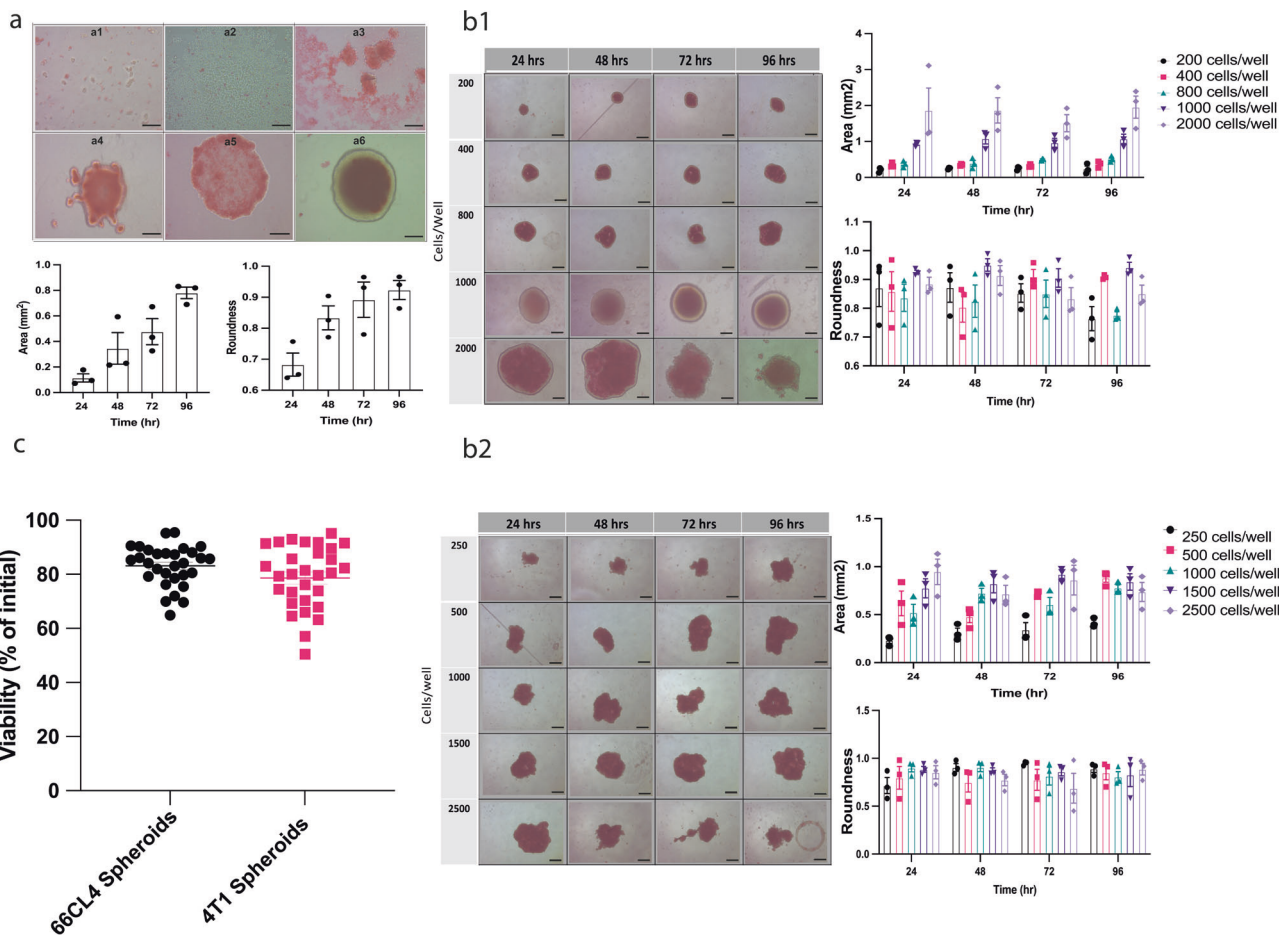 a
a1
a2
a3
a4
a5
a6
Area (mm²)
1.0
0.8
0.6
0.4
0.2
0.0
24
48
72
96
Time (hr)
Roundness
1.0
0.9
0.8
0.7
0.6
24
48
72
96
Time (hr)
b1
24 hrs
48 hrs
72 hrs
96 hrs
Cells/Well
200
400
800
1000
2000
Area (mm2)
4
3
2
1
0
24
48
72
96
Time (hr)
200 cells/well
400 cells/well
800 cells/well
1000 cells/well
2000 cells/well
Roundness
1.1
1.0
0.9
0.8
0.7
0.6
24
48
72
96
Time (hr)
c
Viability (% of initial)
100
80
60
40
20
0
66CL4 Spheroids
4T1 Spheroids
b2
24 hrs
48 hrs
72 hrs
96 hrs
Cells/well
250
500
1000
1500
2500
Area (mm2)
1.5
1.0
0.5
0.0
24
48
72
96
Time (hr)
250 cells/well
500 cells/well
1000 cells/well
1500 cells/well
2500 cells/well
Roundness
1.5
1.0
0.5
0.0
24
48
72
96
Time (hr)